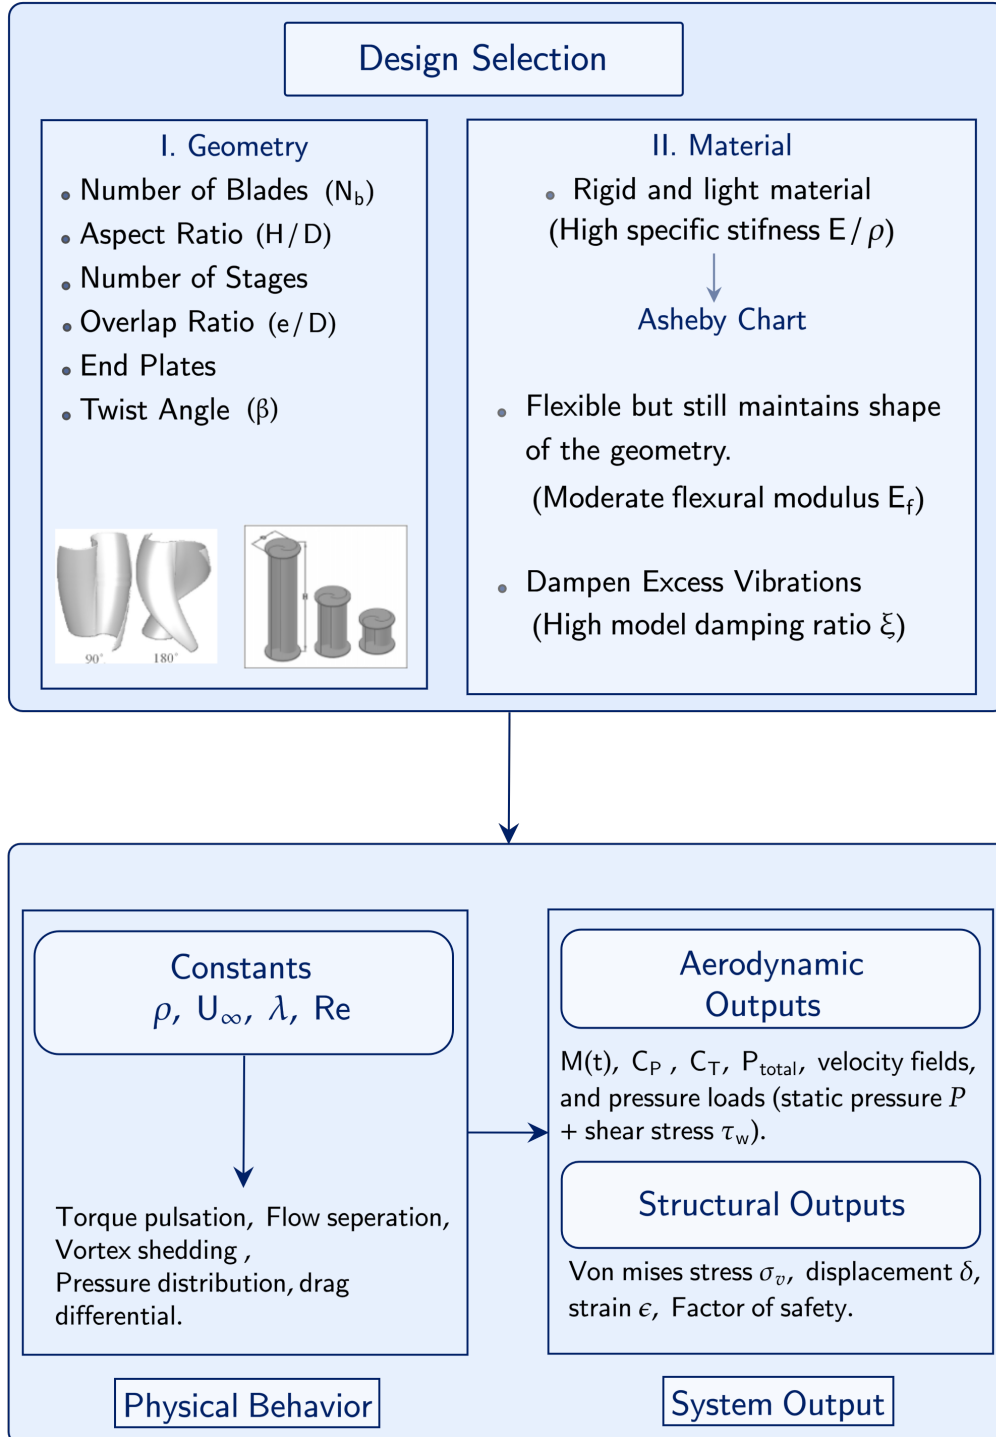 Design Selection
I. Geometry
• Number of Blades (N_b)
• Aspect Ratio (H / D)
• Number of Stages
• Overlap Ratio (e / D)
• End Plates
• Twist Angle (β)
90°
180°
D
H
II. Material
• Rigid and light material
(High specific stifness E / ρ)
Asheby Chart
• Flexible but still maintains shape
of the geometry.
(Moderate flexural modulus E_f)
• Dampen Excess Vibrations
(High model damping ratio ξ)
Constants
ρ, U_∞, λ, Re
Torque pulsation, Flow seperation,
Vortex shedding ,
Pressure distribution, drag
differential.
Physical Behavior
Aerodynamic
Outputs
M(t), C_P , C_T, P_total, velocity fields,
and pressure loads (static pressure P
+ shear stress τ_w).
Structural Outputs
Von mises stress σ_v, displacement δ,
strain ϵ, Factor of safety.
System Output